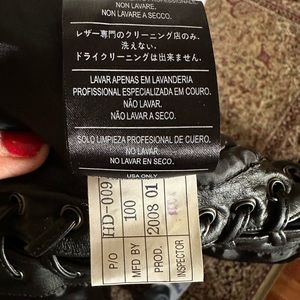 NON LAVARE.
NON LAVARE A SECCO.
レザー専門のクリーニング店のみ。
洗えない。
ドライクリーニングは出来ません。
LAVAR APENAS EM LAVANDERIA
PROFISSIONAL ESPECIALIZADA EM COURO.
NÃO LAVAR.
NÃO LAVAR A SECO.
SOLO LIMPIEZA PROFESIONAL DE CUERO.
NO LAVAR.
NO LAVAR EN SECO.
USA ONLY
P/O HD-009
MFD BY 100
PROD. 2008 01
INSPECTOR